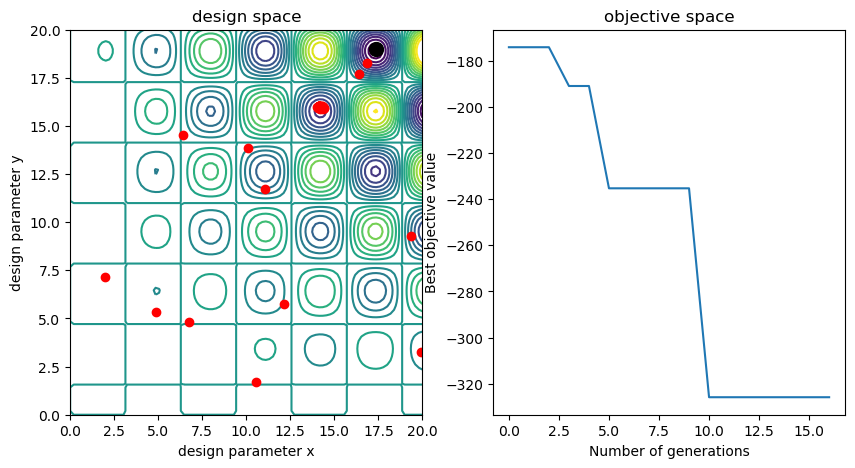 design space
20.0
17.5
15.0
12.5
10.0
7.5
5.0
2.5
0.0
design parameter y
0.0 2.5 5.0 7.5 10.0 12.5 15.0 17.5 20.0
design parameter x
objective space
−180
−200
−220
−240
−260
−280
−300
−320
Best objective value
0.0 2.5 5.0 7.5 10.0 12.5 15.0
Number of generations